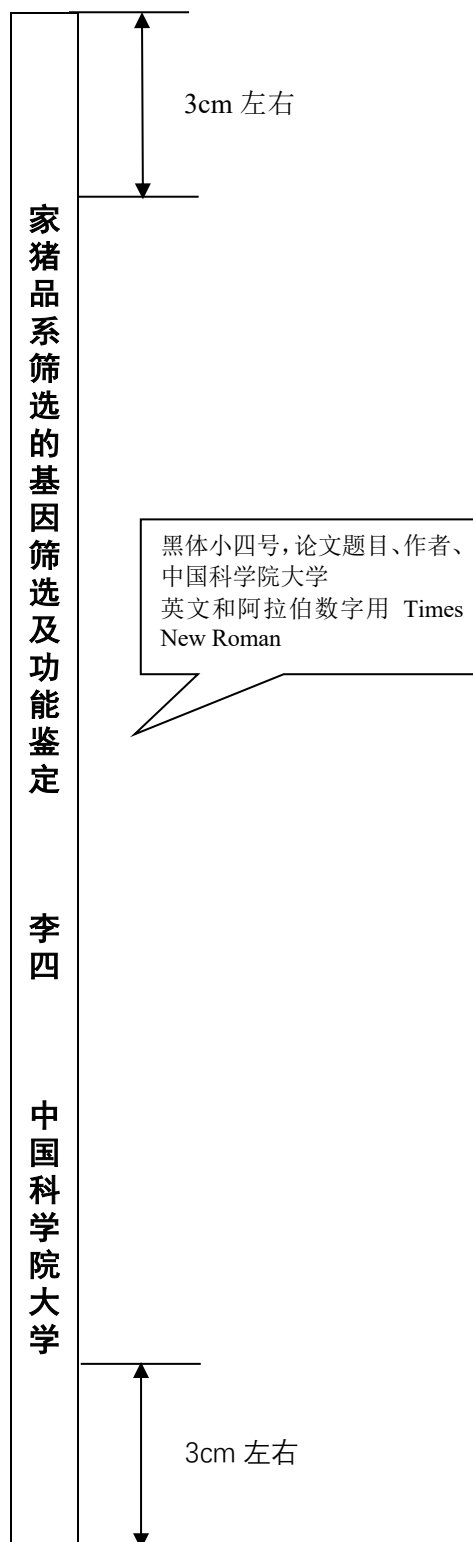 3cm 左右
家猪品系筛选的基因筛选及功能鉴定
黑体小四号，论文题目、作者、
中国科学院大学
英文和阿拉伯数字用 Times
New Roman
李四
中国科学院大学
3cm 左右